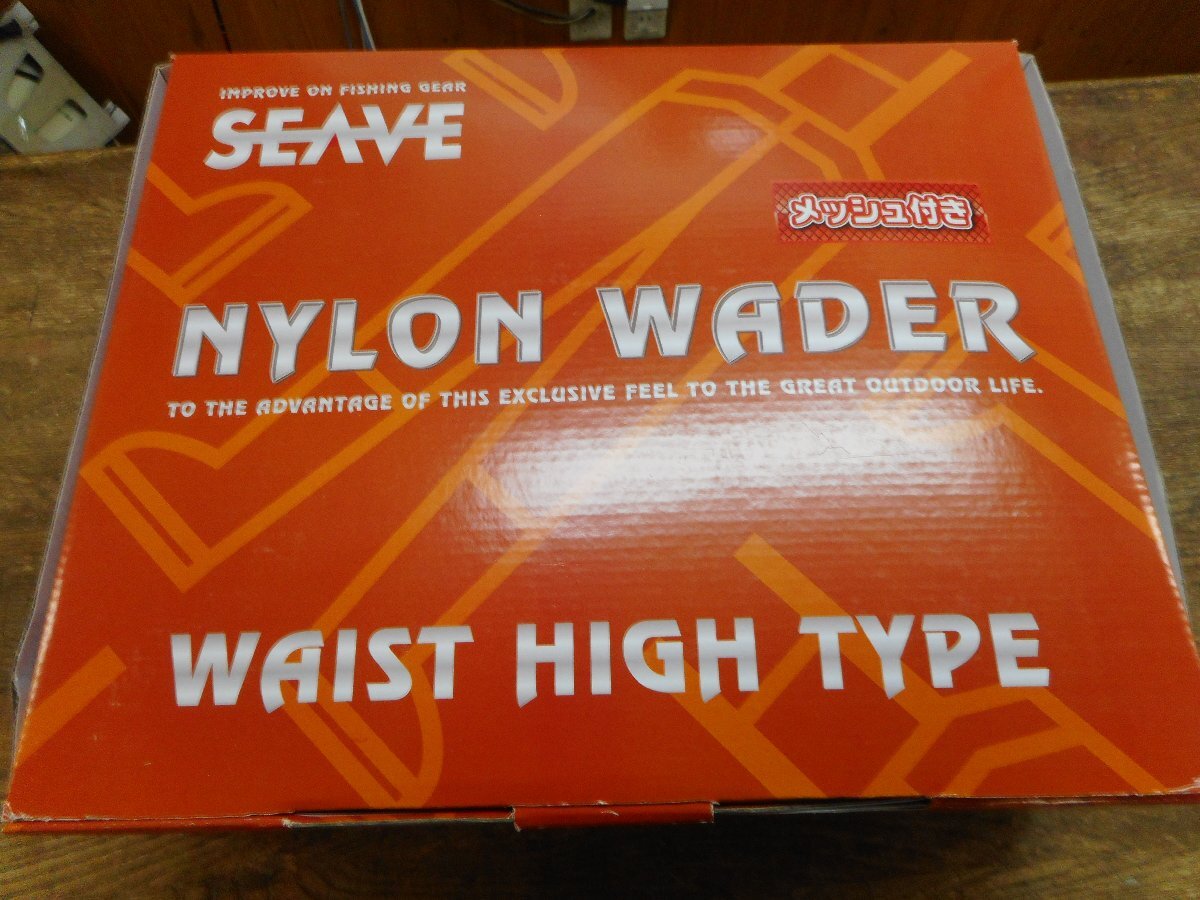 IMPROVE ON FISHING GEAR
SEAVE
メッシュ付き
NYLON WADER
TO THE ADVANTAGE OF THIS EXCLUSIVE FEEL TO THE GREAT OUTDOOR LIFE.
WAIST HIGH TYPE